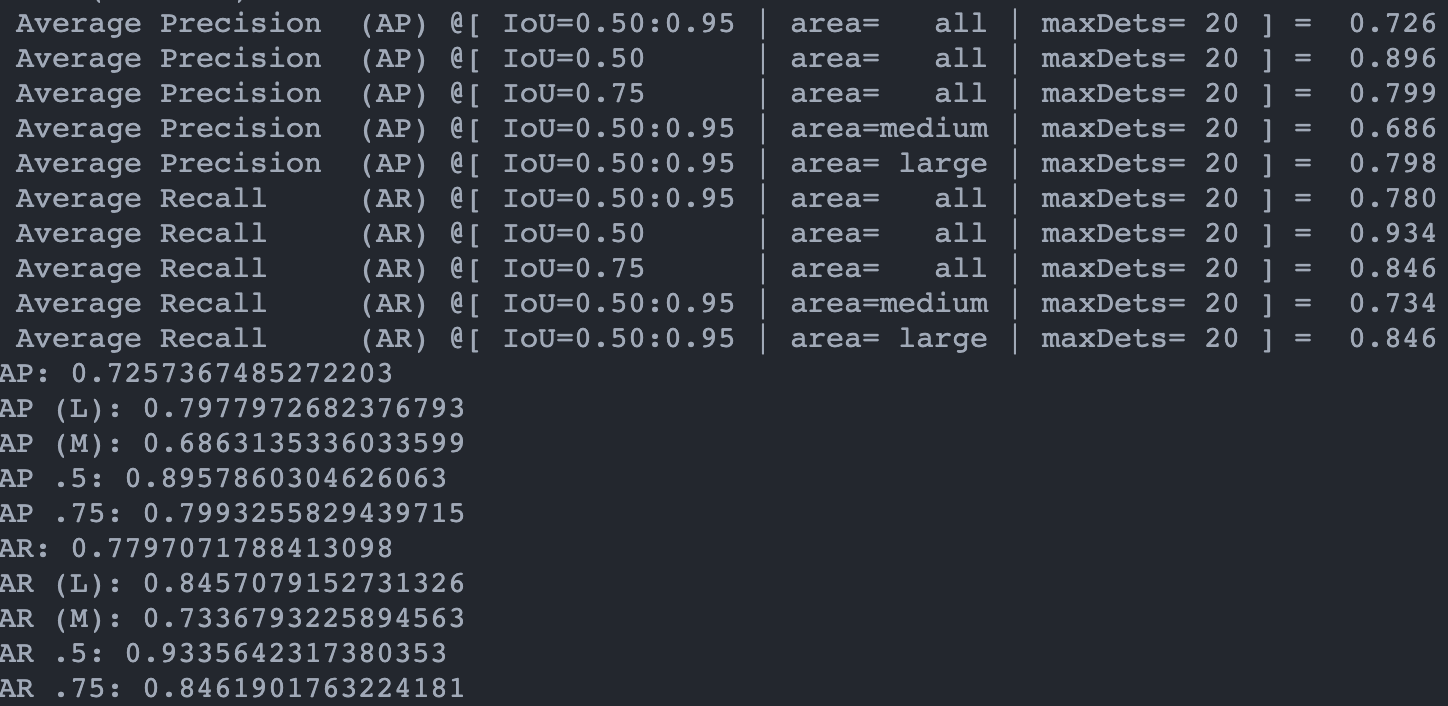 Average Precision  (AP) @[ IoU=0.50:0.95 | area=   all | maxDets= 20 ] =  0.726
Average Precision  (AP) @[ IoU=0.50      | area=   all | maxDets= 20 ] =  0.896
Average Precision  (AP) @[ IoU=0.75      | area=   all | maxDets= 20 ] =  0.799
Average Precision  (AP) @[ IoU=0.50:0.95 | area=medium | maxDets= 20 ] =  0.686
Average Precision  (AP) @[ IoU=0.50:0.95 | area= large | maxDets= 20 ] =  0.798
Average Recall     (AR) @[ IoU=0.50:0.95 | area=   all | maxDets= 20 ] =  0.780
Average Recall     (AR) @[ IoU=0.50      | area=   all | maxDets= 20 ] =  0.934
Average Recall     (AR) @[ IoU=0.75      | area=   all | maxDets= 20 ] =  0.846
Average Recall     (AR) @[ IoU=0.50:0.95 | area=medium | maxDets= 20 ] =  0.734
Average Recall     (AR) @[ IoU=0.50:0.95 | area= large | maxDets= 20 ] =  0.846
AP: 0.7257367485272203
AP (L): 0.7977972682376793
AP (M): 0.6863135336033599
AP .5: 0.8957860304626063
AP .75: 0.7993255829439715
AR: 0.7797071788413098
AR (L): 0.8457079152731326
AR (M): 0.7336793225894563
AR .5: 0.9335642317380353
AR .75: 0.8461901763224181